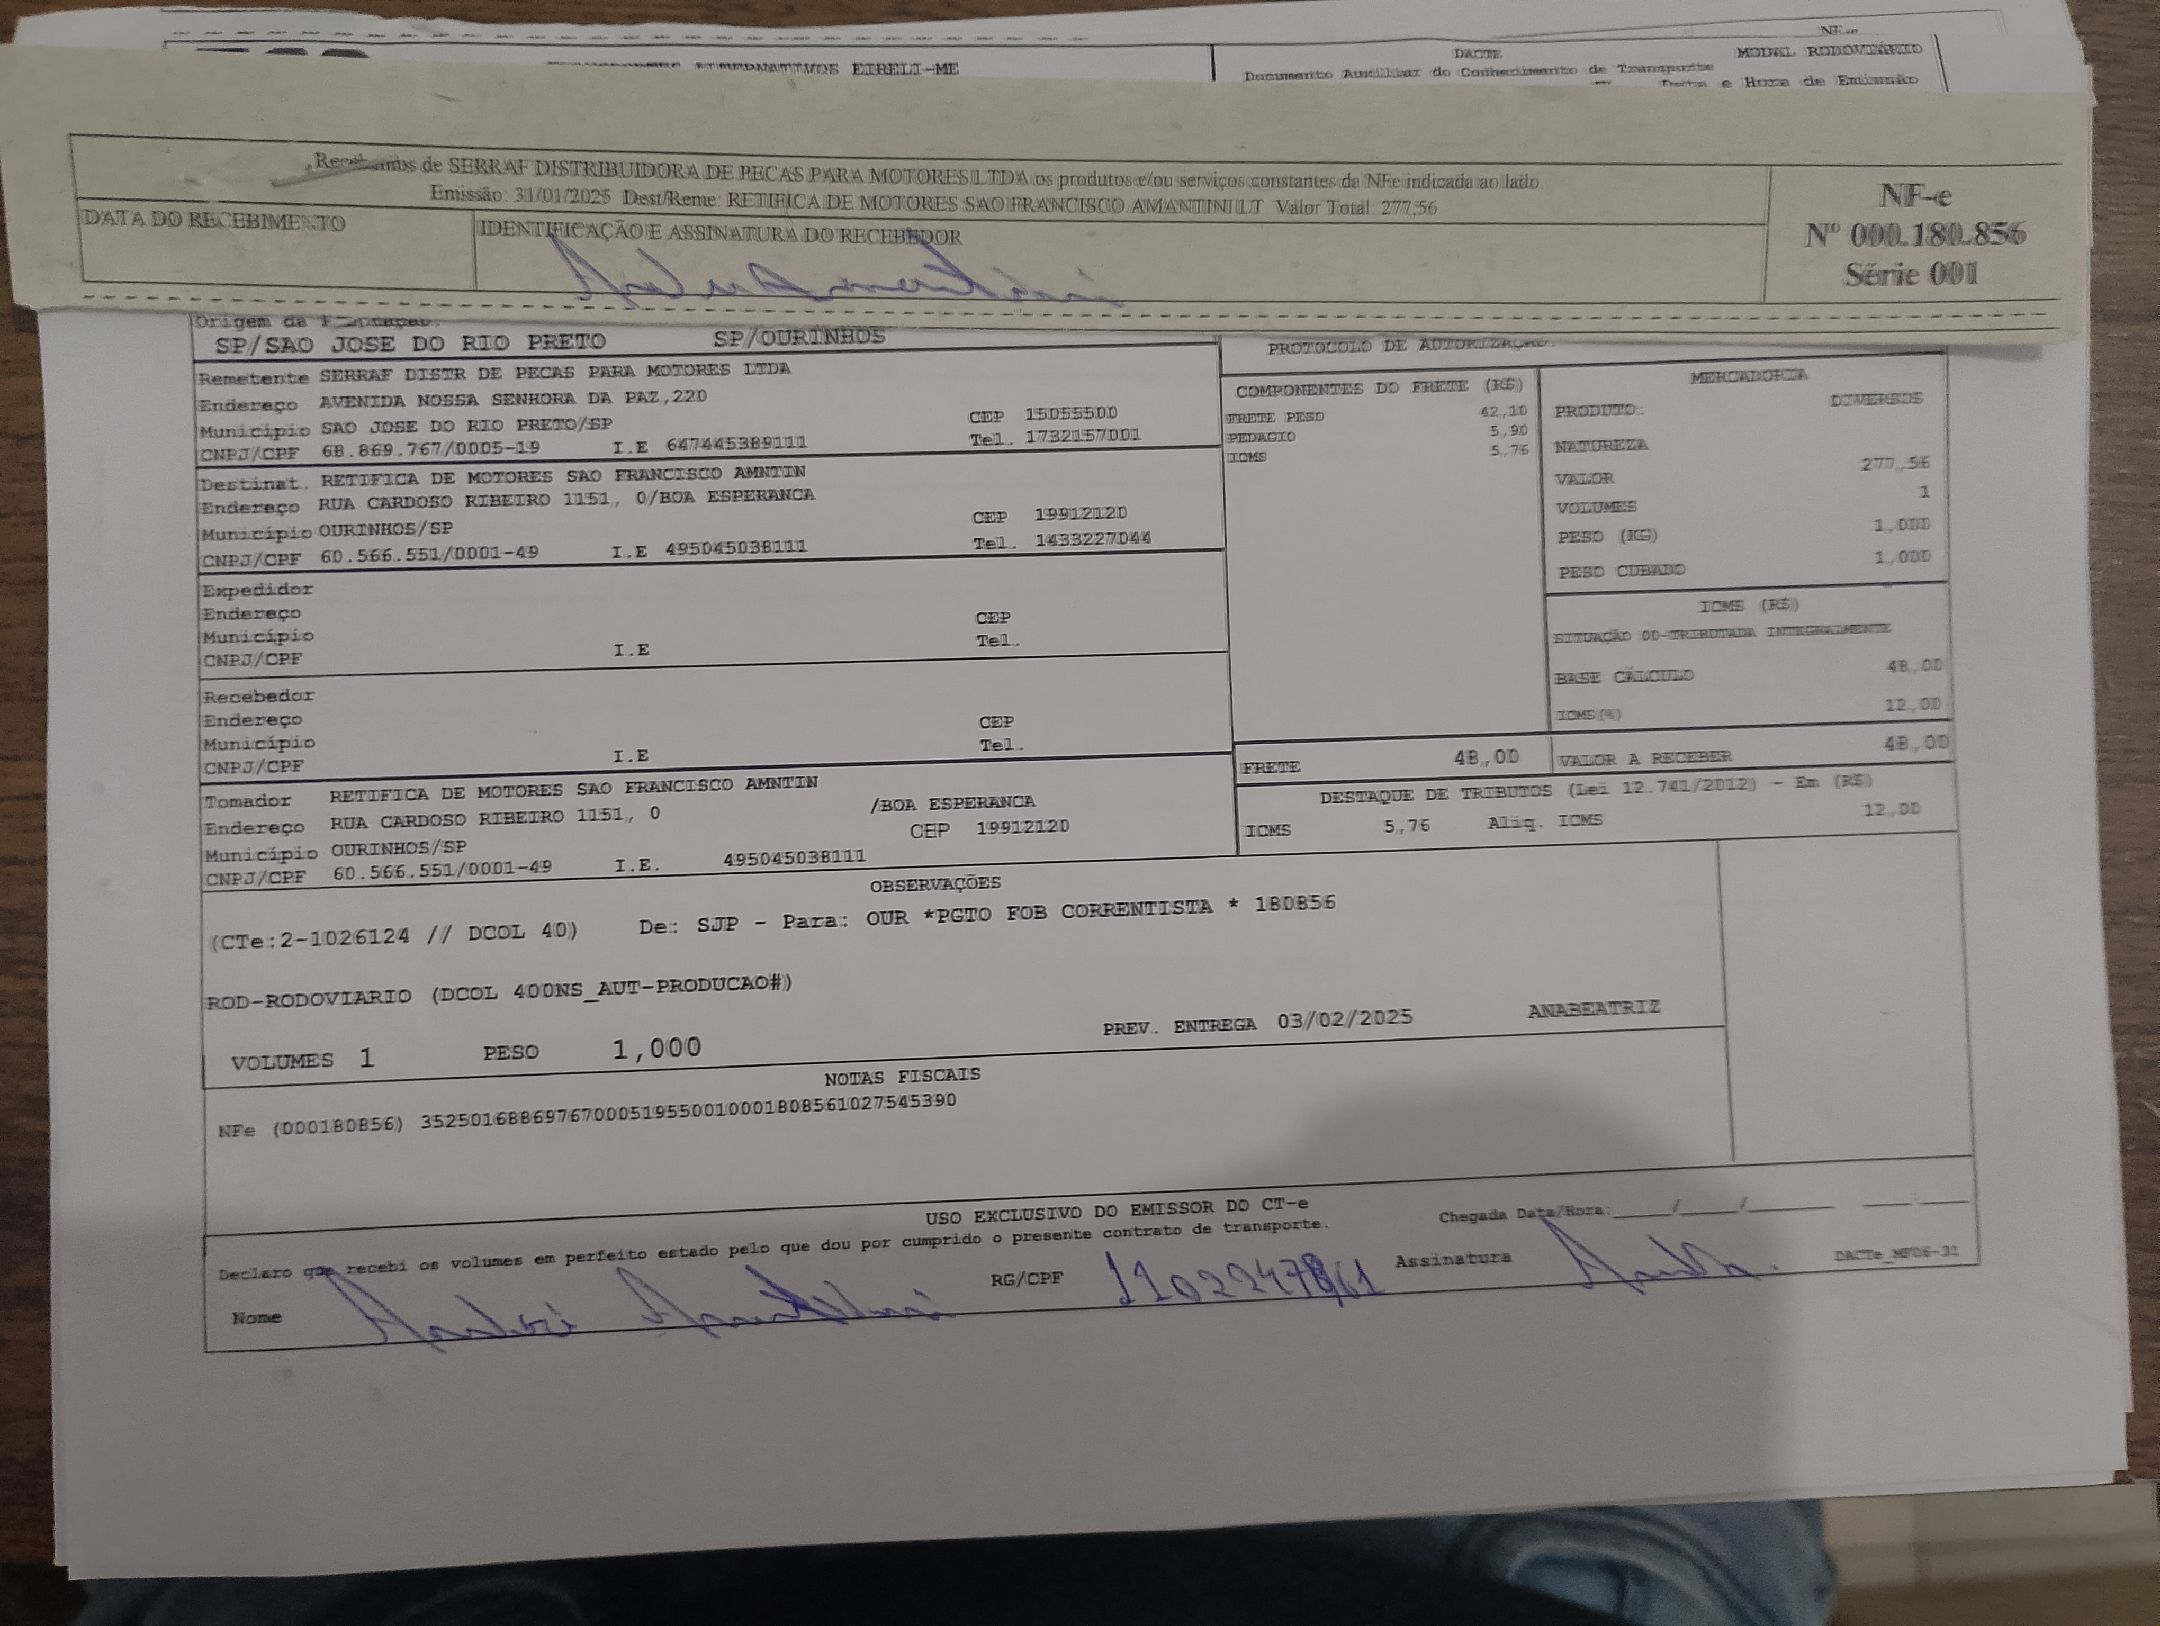 NF-e
DACTE MODAL RODOVIÁRIO
EIRELI-ME
Documento Auxiliar do Conhecimento de Transporte
e Hora de Emissão
de SERRAF DISTRIBUIDORA DE PECAS PARA MOTORES LTDA os produtos e/ou serviços constantes da NFe indicada ao lado.
Emissão: 31/01/2025 Dest/Reme: RETIFICA DE MOTORES SAO FRANCISCO AMANTINI LT Valor Total: 277,56
DATA DO RECEBIMENTO
IDENTIFICAÇÃO E ASSINATURA DO RECEBEDOR
NF-e
Nº 000.180.856
Série 001
Origem da
SP/SAO JOSE DO RIO PRETO SP/OURINHOS
Remetente SERRAF DISTR DE PECAS PARA MOTORES LTDA
Endereço AVENIDA NOSSA SENHORA DA PAZ,220
Município SAO JOSE DO RIO PRETO/SP CEP 15055500
CNPJ/CPF 68.869.767/0005-19 I.E 647445389111 Tel. 1732157001
Destinat. RETIFICA DE MOTORES SAO FRANCISCO AMNTIN
Endereço RUA CARDOSO RIBEIRO 1151, 0/BOA ESPERANCA
Município OURINHOS/SP CEP 19912120
CNPJ/CPF 60.566.551/0001-49 I.E 495045038111 Tel. 1433227044
Expedidor
Endereço
Município CEP
CNPJ/CPF I.E Tel.
Recebedor
Endereço
Município CEP
CNPJ/CPF I.E Tel.
Tomador RETIFICA DE MOTORES SAO FRANCISCO AMNTIN
Endereço RUA CARDOSO RIBEIRO 1151, 0 /BOA ESPERANCA
Município OURINHOS/SP CEP 19912120
CNPJ/CPF 60.566.551/0001-49 I.E. 495045038111
PROTOCOLO DE AUTORIZAÇÃO:
COMPONENTES DO FRETE (R$)
FRETE PESO 42,10
PEDAGIO 5,90
ICMS 5,76
MERCADORIA
PRODUTO: DIVERSOS
NATUREZA
VALOR 277,56
VOLUMES 1
PESO (KG) 1,000
PESO CUBADO 1,000
ICMS (R$)
SITUAÇÃO 00-TRIBUTADA INTEGRALMENTE
BASE CÁLCULO 48,00
ICMS(%) 12,00
FRETE 48,00 VALOR A RECEBER 48,00
DESTAQUE DE TRIBUTOS (Lei 12.741/2012) - Em (R$)
ICMS 5,76 Aliq. ICMS 12,00
OBSERVAÇÕES
(CTe:2-1026124 // DCOL 40) De: SJP - Para: OUR *PGTO FOB CORRENTISTA * 180856
ROD-RODOVIARIO (DCOL 400NS_AUT-PRODUCAO#)
VOLUMES 1 PESO 1,000 PREV. ENTREGA 03/02/2025 ANABEATRIZ
NOTAS FISCAIS
NFe (000180856) 35250168869767000519550010001808561027545390
USO EXCLUSIVO DO EMISSOR DO CT-e
Declaro que recebi os volumes em perfeito estado pelo que dou por cumprido o presente contrato de transporte.
Chegada Data/Hora:_____/_____/_______ ____:____
Nome RG/CPF Assinatura DACTe_MF06-31